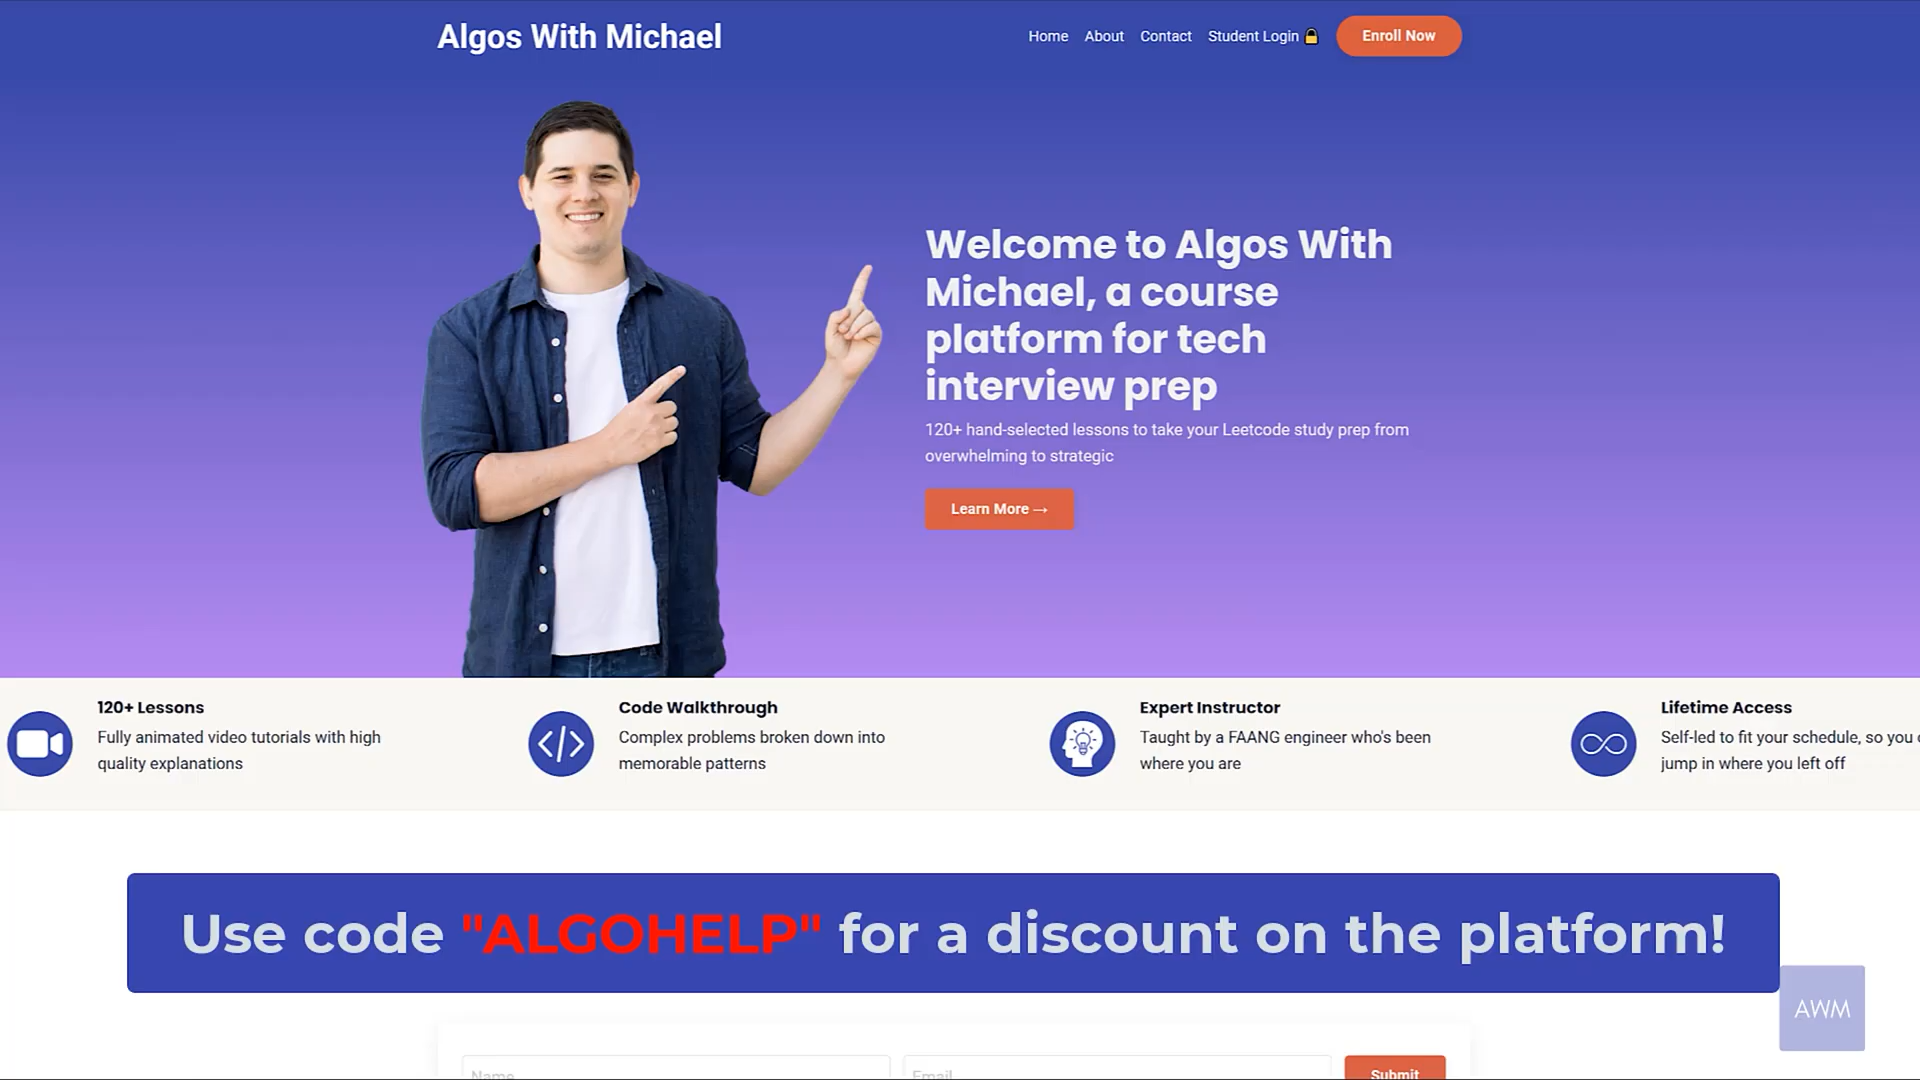 Algos With Michael
Home About Contact Student Login Enroll Now
Welcome to Algos With
Michael, a course
platform for tech
interview prep
120+ hand-selected lessons to take your Leetcode study prep from
overwhelming to strategic
Learn More →
120+ Lessons
Fully animated video tutorials with high
quality explanations
Code Walkthrough
Complex problems broken down into
memorable patterns
Expert Instructor
Taught by a FAANG engineer who's been
where you are
Lifetime Access
Self-led to fit your schedule, so you
jump in where you left off
Use code "ALGOHELP" for a discount on the platform!
AWM
Name Email Submit